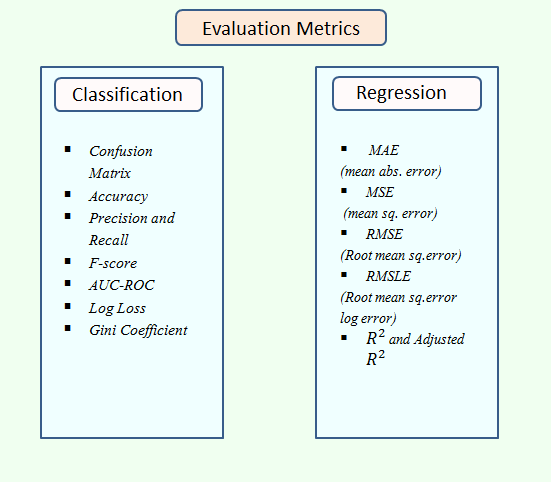 Evaluation Metrics
Classification
▪ Confusion
Matrix
▪ Accuracy
▪ Precision and
Recall
▪ F-score
▪ AUC-ROC
▪ Log Loss
▪ Gini Coefficient
Regression
▪ MAE
(mean abs. error)
▪ MSE
(mean sq. error)
▪ RMSE
(Root mean sq.error)
▪ RMSLE
(Root mean sq.error
log error)
▪ R² and Adjusted
R²